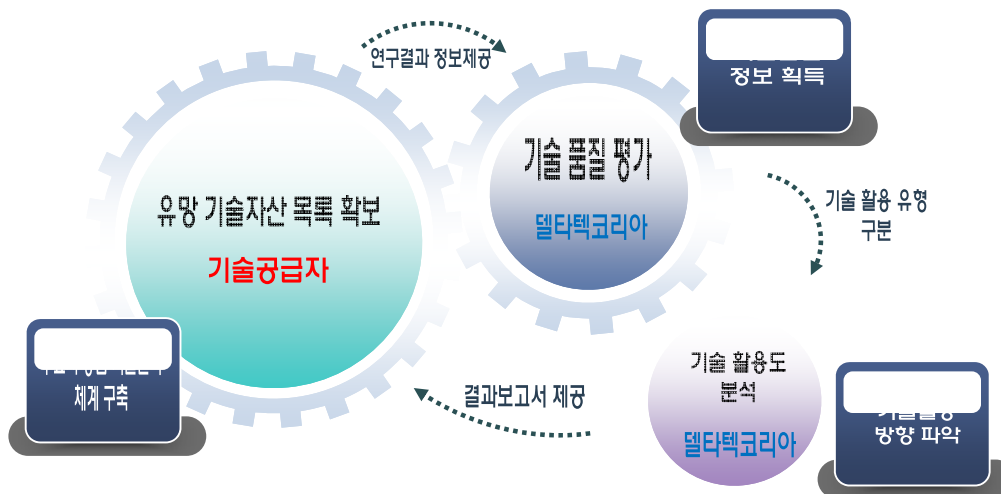 연구결과 정보제공
정보 획득
기술 품질 평가
델타텍코리아
유망 기술자산 목록 확보
기술공급자
기술 활용 유형
구분
체계 구축
결과보고서 제공
기술 활용도
분석
델타텍코리아
방향 파악